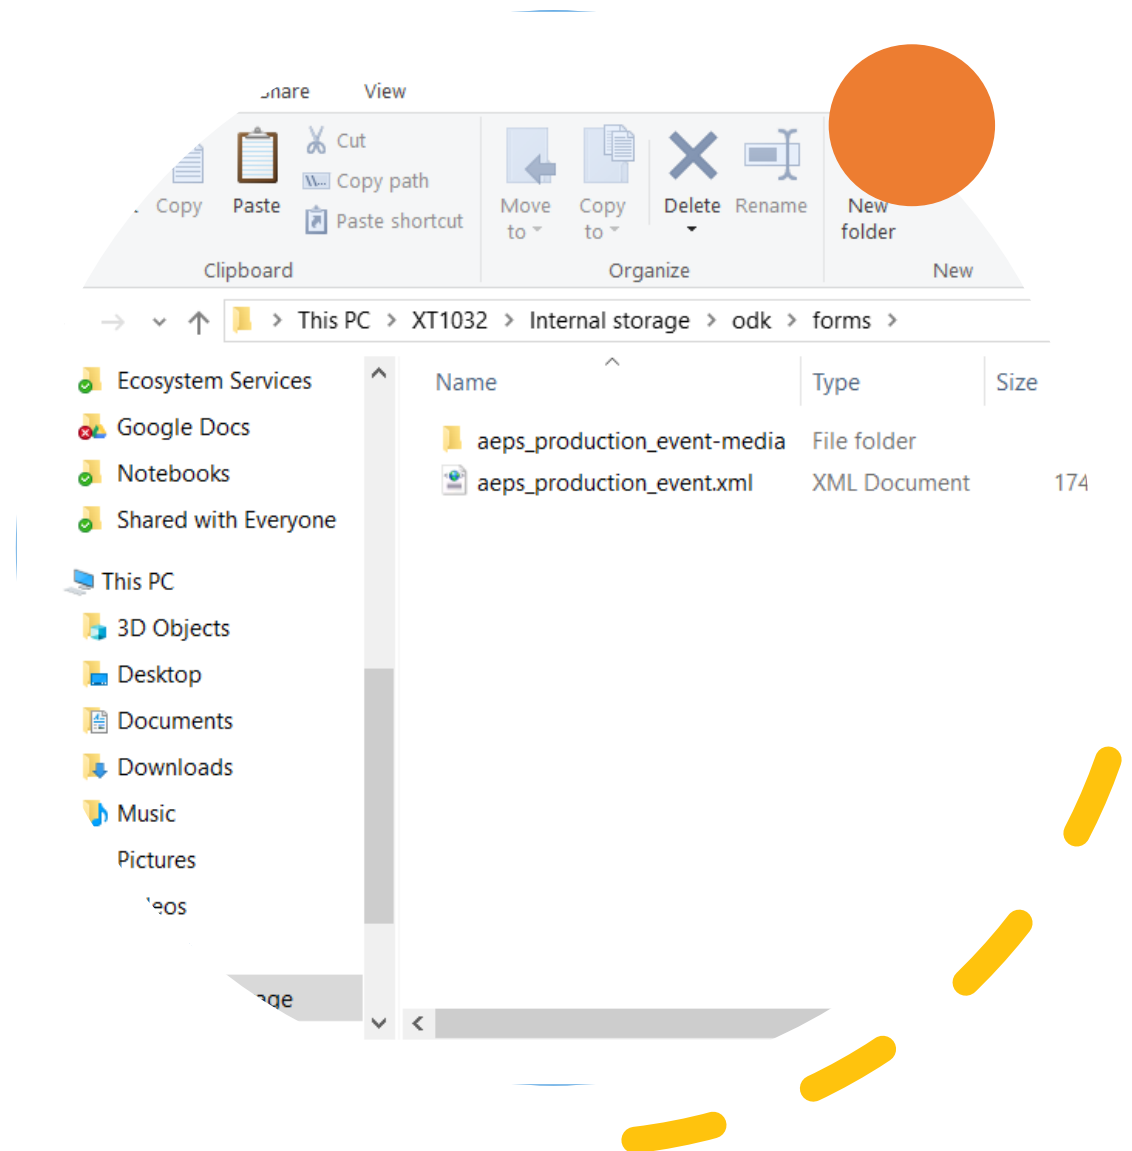 View
Cut
Copy path
Paste shortcut
Copy
Paste
Move to
Copy to
Delete
Rename
New folder
Clipboard
Organize
New
This PC > XT1032 > Internal storage > odk > forms >
Name Type Size
Ecosystem Services
Google Docs
Notebooks
Shared with Everyone
This PC
3D Objects
Desktop
Documents
Downloads
Music
Pictures
aeps_production_event-media File folder
aeps_production_event.xml XML Document 174